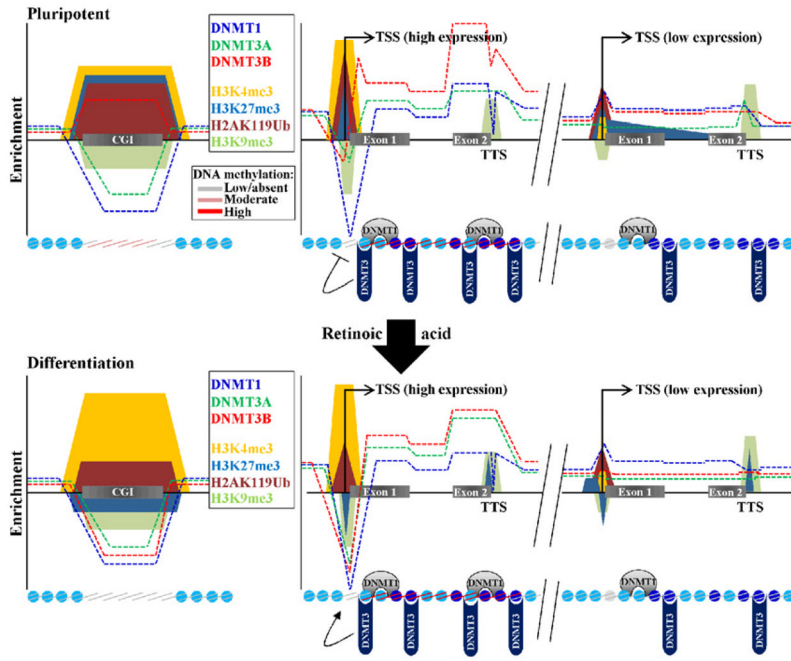 Pluripotent
Enrichment
CGI
DNMT1
DNMT3A
DNMT3B
H3K4me3
H3K27me3
H2AK119Ub
H3K9me3
DNA methylation:
Low/absent
Moderate
High
TSS (high expression)
Exon 1
Exon 2
TTS
TSS (low expression)
Exon 1
Exon 2
TTS
DNMT1
DNMT1
DNMT3
DNMT3
DNMT3
DNMT3
DNMT1
DNMT3
DNMT3
Retinoic acid
Differentiation
Enrichment
CGI
DNMT1
DNMT3A
DNMT3B
H3K4me3
H3K27me3
H2AK119Ub
H3K9me3
TSS (high expression)
Exon 1
Exon 2
TTS
TSS (low expression)
Exon 1
Exon 2
TTS
DNMT1
DNMT1
DNMT3
DNMT3
DNMT3
DNMT3
DNMT1
DNMT3
DNMT3